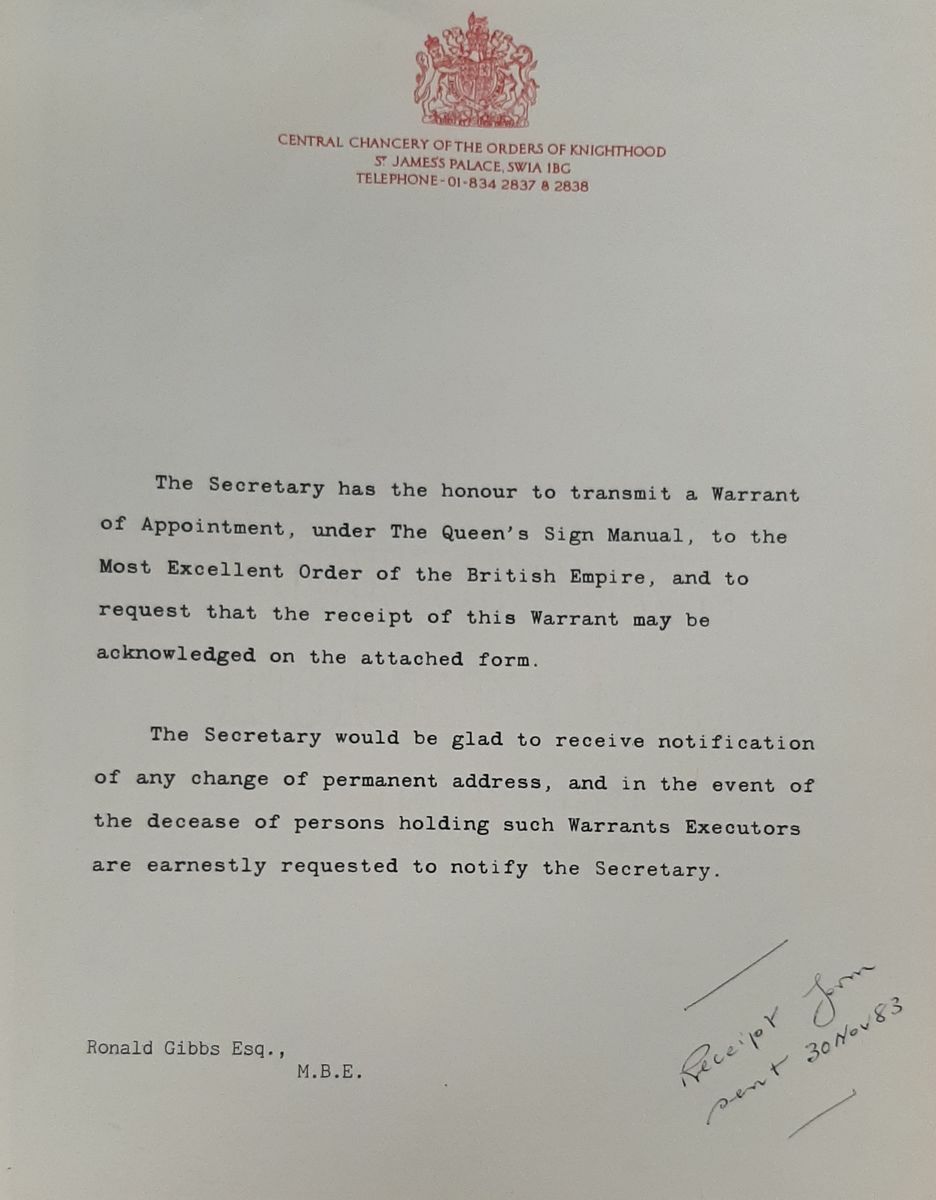 CENTRAL CHANCERY OF THE ORDERS OF KNIGHTHOOD
ST JAMES'S PALACE, SW1A 1BG
TELEPHONE-01-834 2837 & 2838
The Secretary has the honour to transmit a Warrant
of Appointment, under The Queen's Sign Manual, to the
Most Excellent Order of the British Empire, and to
request that the receipt of this Warrant may be
acknowledged on the attached form.
The Secretary would be glad to receive notification
of any change of permanent address, and in the event of
the decease of persons holding such Warrants Executors
are earnestly requested to notify the Secretary.
Ronald Gibbs Esq.,
M.B.E.
Receipt form
sent 30 Nov 83